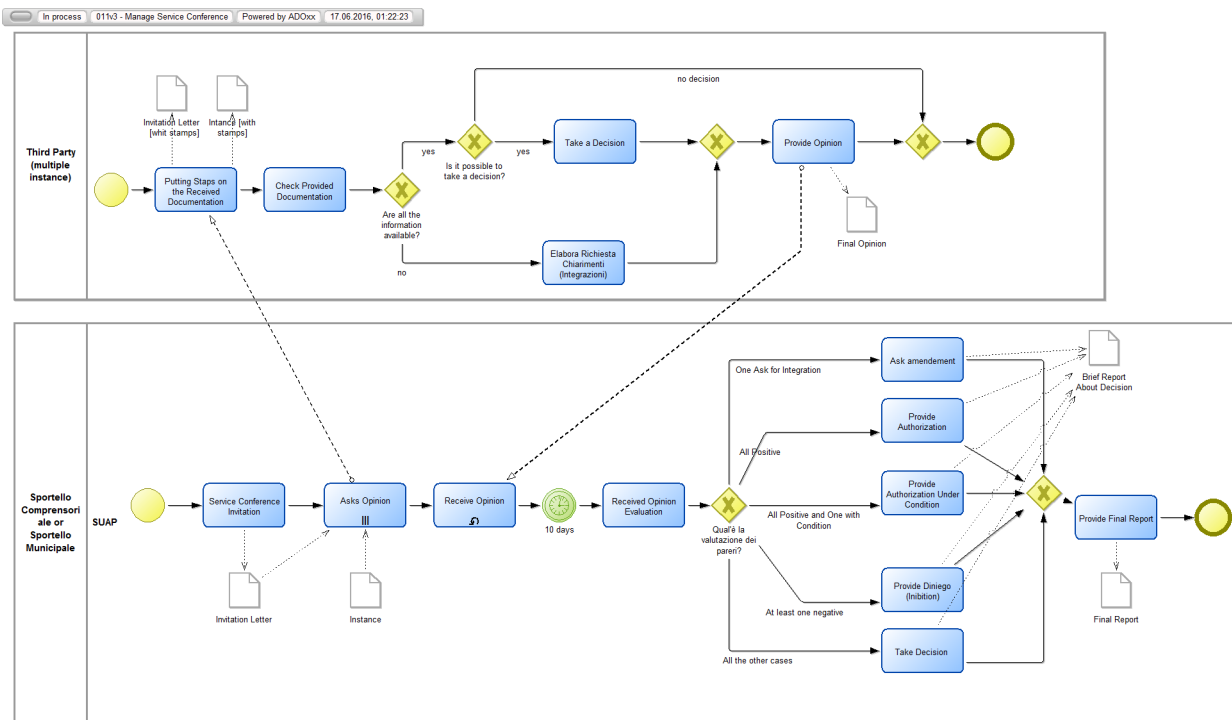 In process
011v3 - Manage Service Conference
Powered by ADOxx
17.06.2016, 01:22:23
Third Party
(multiple
instance)
Invitation Letter
[whit stamps]
Intance [with
stamps]
Putting Staps on
the Received
Documentation
Check Provided
Documentation
Are all the
information
available?
yes
no
Is it possible to
take a decision?
yes
no decision
Take a Decision
Elabora Richiesta
Chiarimenti
(Integrazioni)
Provide Opinion
Final Opinion
Sportello
Comprensori
ale or
Sportello
Municipale
SUAP
Service Conference
Invitation
Invitation Letter
Asks Opinion
Instance
Receive Opinion
10 days
Received Opinion
Evaluation
Qual'è la
valutazione dei
pareri?
One Ask for Integration
All Positive
All Positive and One with
Condition
At least one negative
All the other cases
Ask amendement
Provide
Authorization
Provide
Authorization Under
Condition
Provide Diniego
(Inibition)
Take Decision
Brief Report
About Decision
Provide Final Report
Final Report